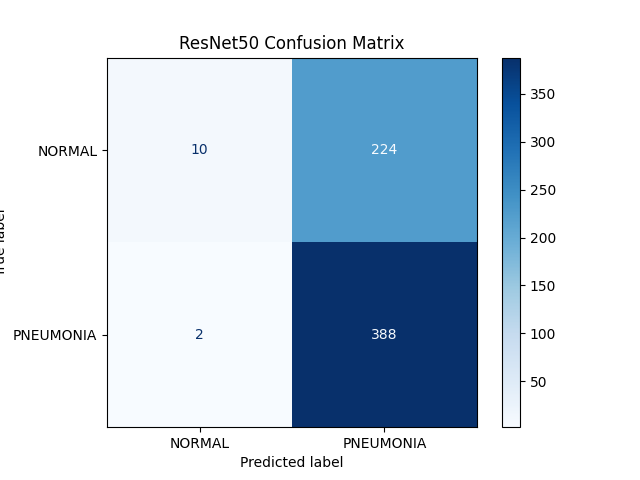 ResNet50 Confusion Matrix
NORMAL
10
224
PNEUMONIA
2
388
NORMAL
PNEUMONIA
Predicted label
350
300
250
200
150
100
50